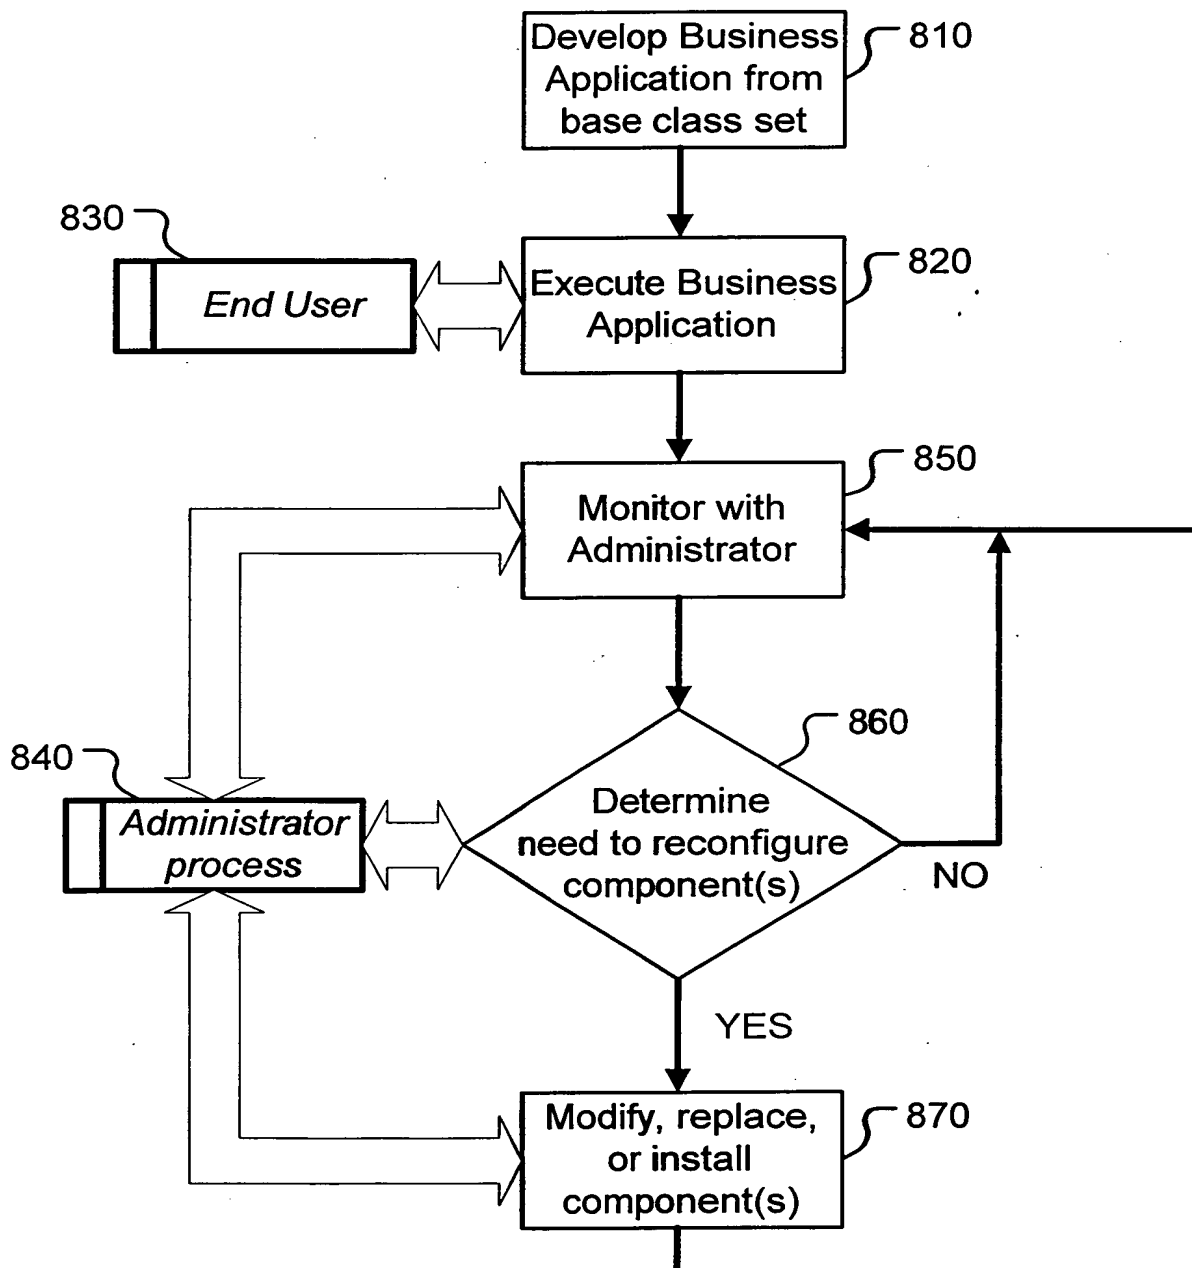 Develop Business
Application from
base class set
810
830
End User
Execute Business
Application
820
Monitor with
Administrator
850
840
Administrator
process
Determine
need to reconfigure
component(s)
860
NO
YES
Modify, replace,
or install
component(s)
870